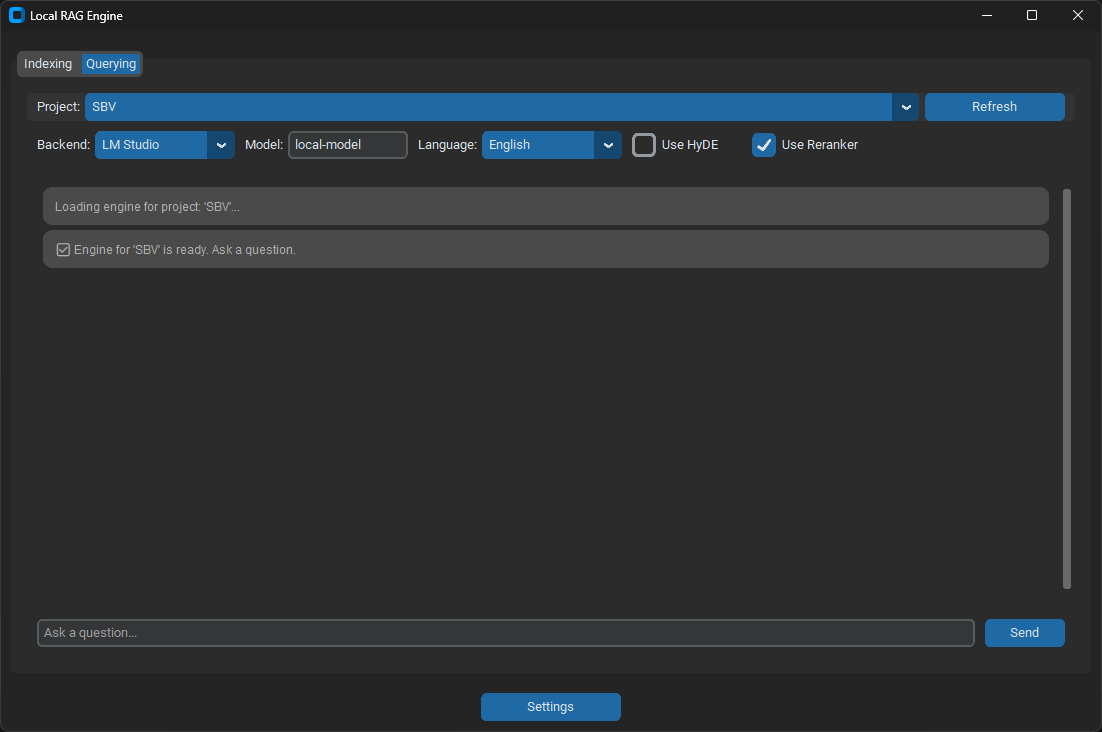 Local RAG Engine
Indexing Querying
Project: SBV Refresh
Backend: LM Studio Model: local-model Language: English Use HyDE Use Reranker
Loading engine for project: 'SBV'...
Engine for 'SBV' is ready. Ask a question.
Ask a question... Send
Settings